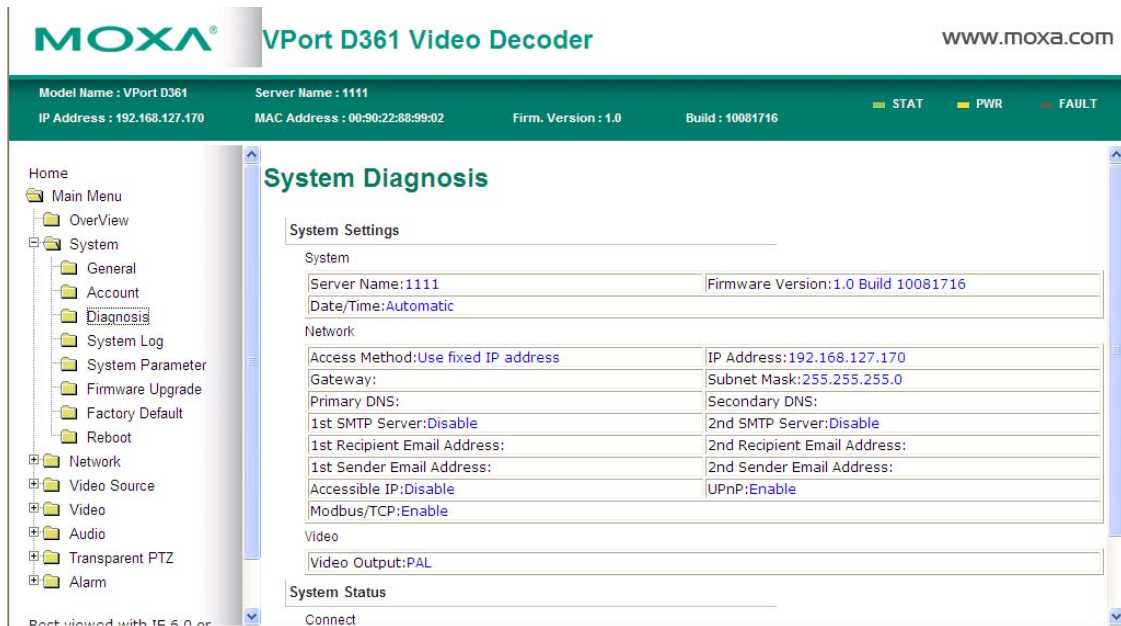 MOXA®
VPort D361 Video Decoder
www.moxa.com
Model Name : VPort D361
Server Name : 1111
IP Address : 192.168.127.170
MAC Address : 00:90:22:88:99:02
Firm. Version : 1.0
Build : 10081716
STAT
PWR
FAULT
Home
Main Menu
OverView
System
General
Account
Diagnosis
System Log
System Parameter
Firmware Upgrade
Factory Default
Reboot
Network
Video Source
Video
Audio
Transparent PTZ
Alarm
Best viewed with IE 6.0 or
System Diagnosis
System Settings
System
Server Name:1111
Firmware Version:1.0 Build 10081716
Date/Time:Automatic
Network
Access Method:Use fixed IP address
IP Address:192.168.127.170
Gateway:
Subnet Mask:255.255.255.0
Primary DNS:
Secondary DNS:
1st SMTP Server:Disable
2nd SMTP Server:Disable
1st Recipient Email Address:
2nd Recipient Email Address:
1st Sender Email Address:
2nd Sender Email Address:
Accessible IP:Disable
UPnP:Enable
Modbus/TCP:Enable
Video
Video Output:PAL
System Status
Connect